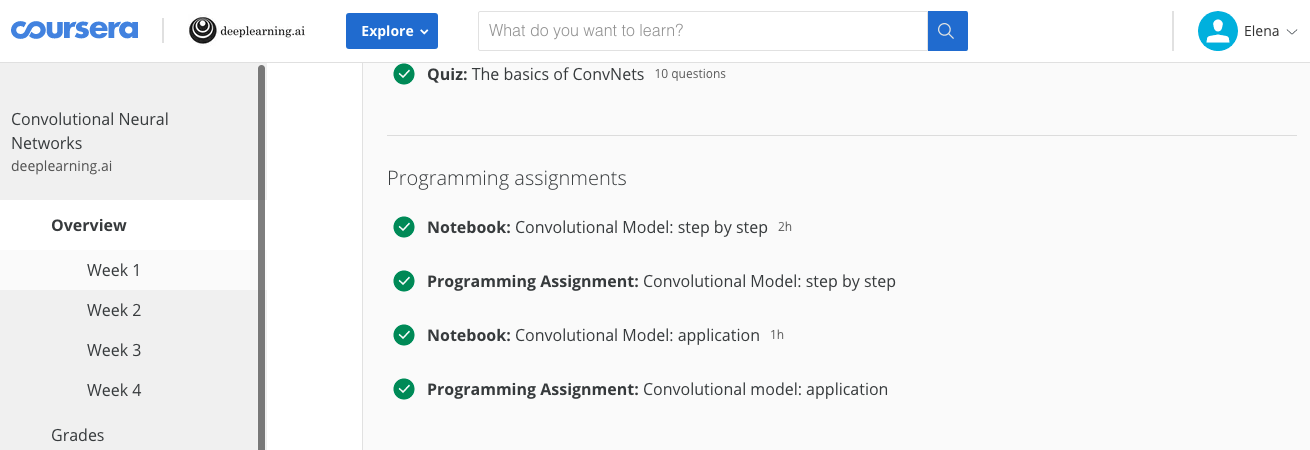 coursera
deeplearning.ai
Explore
What do you want to learn?
Elena
Convolutional Neural
Networks
deeplearning.ai
Overview
Week 1
Week 2
Week 3
Week 4
Grades
Quiz: The basics of ConvNets 10 questions
Programming assignments
Notebook: Convolutional Model: step by step 2h
Programming Assignment: Convolutional Model: step by step
Notebook: Convolutional Model: application 1h
Programming Assignment: Convolutional model: application